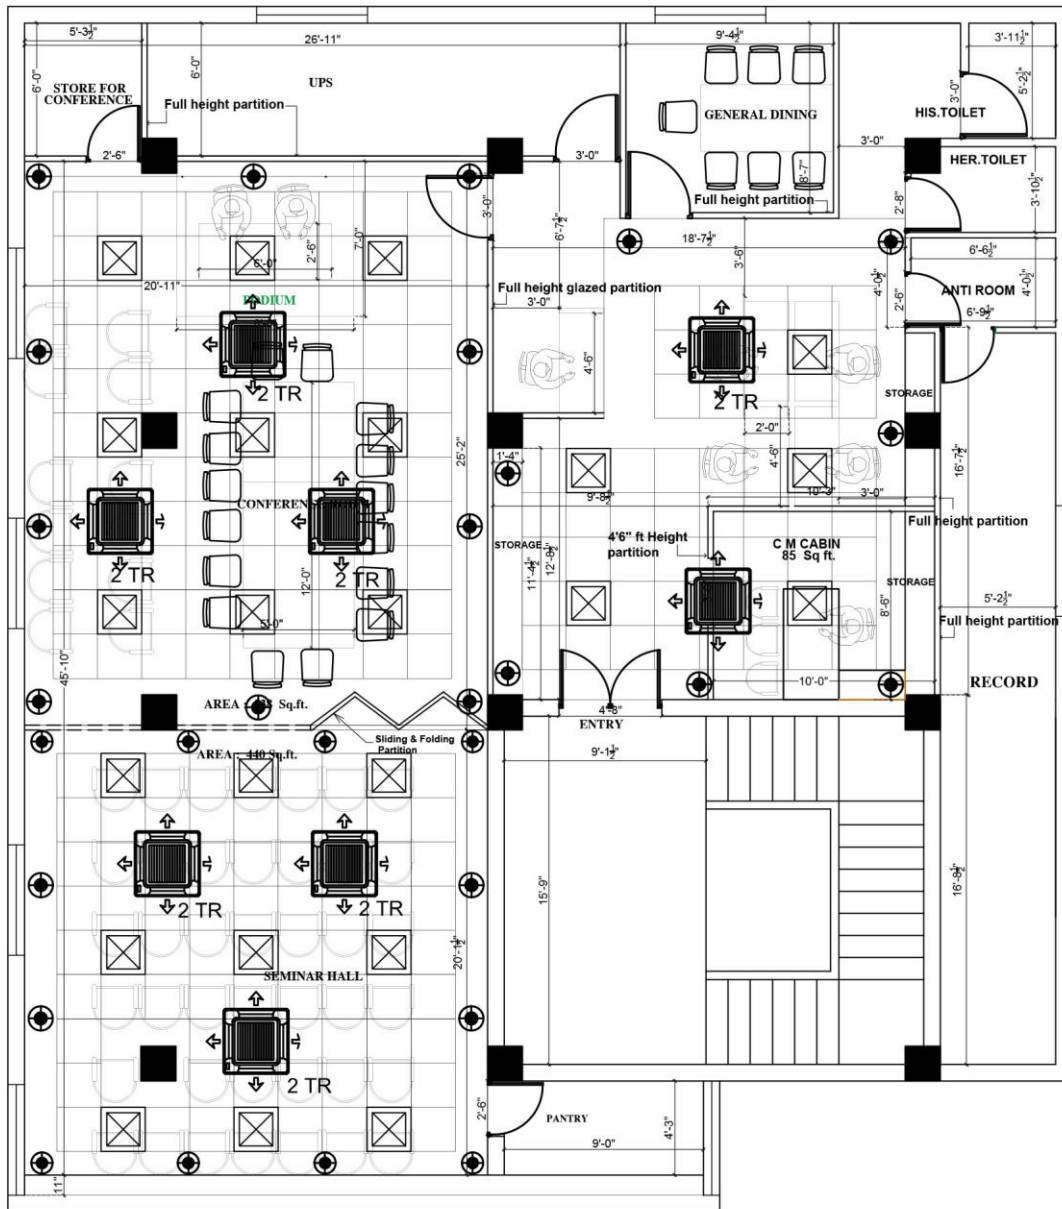 5'-3½"
26'-11"
9'-4½"
3'-11½"
6'-0"
6'-0"
UPS
STORE FOR
CONFERENCE
Full height partition
GENERAL DINING
3'-0"
5'-2½"
HIS.TOILET
2'-6"
3'-0"
3'-0"
HER.TOILET
8'-7"
Full height partition
3'-0"
6'-7½"
2'-8"
3'-10½"
7'-0"
2'-6"
18'-7½"
3'-6"
6'-6½"
6'-0"
4'-0½"
4'-0½"
20'-11"
Full height glazed partition
2'-6"
ANTI ROOM
PODIUM
3'-0"
6'-9½"
4'-6"
2 TR
2 TR
STORAGE
2'-0"
25'-2"
1'-4"
4'-6"
16'-7½"
9'-8½"
10'-3"
3'-0"
CONFERENCE
Full height partition
4'6" ft Height
partition
C M CABIN
85 Sq ft.
STORAGE
12'-8½"
11'-4½"
2 TR
2 TR
12'-0"
STORAGE
8'-6"
5'-2½"
5'-0"
Full height partition
45'-10"
10'-0"
RECORD
AREA : Sq.ft.
4'-8"
ENTRY
Sliding & Folding
Partition
AREA : 440 Sq.ft.
9'-1½"
15'-9"
16'-8½"
2 TR
2 TR
20'-1½"
SEMINAR HALL
2 TR
2'-6"
PANTRY
4'-3"
9'-0"
11"